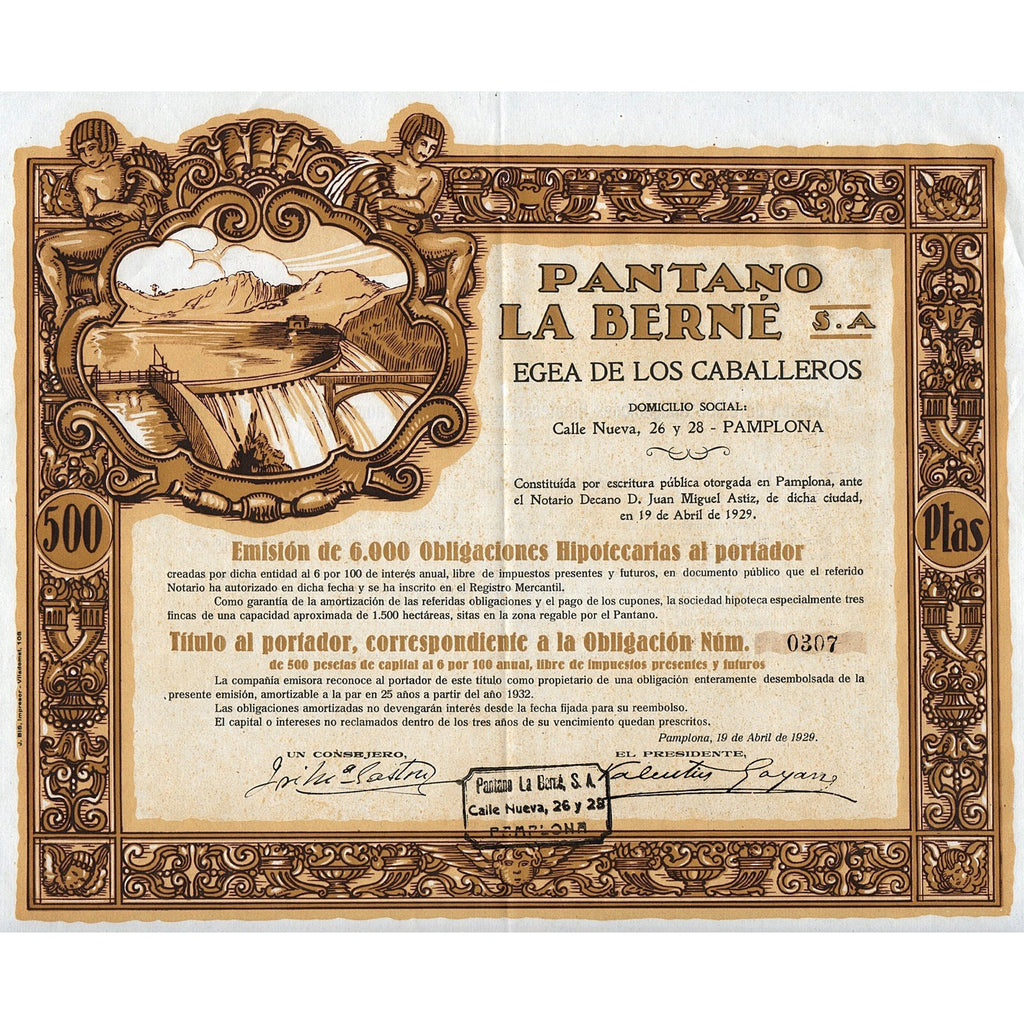 PANTANO
LA BERNÉ S.A
EGEA DE LOS CABALLEROS
DOMICILIO SOCIAL:
Calle Nueva, 26 y 28 - PAMPLONA
Constituída por escritura pública otorgada en Pamplona, ante
el Notario Decano D. Juan Miguel Astiz, de dicha ciudad,
en 19 de Abril de 1929.
500
Ptas
Emisión de 6.000 Obligaciones Hipotecarias al portador
creadas por dicha entidad al 6 por 100 de interés anual, libre de impuestos presentes y futuros, en documento público que el referido
Notario ha autorizado en dicha fecha y se ha inscrito en el Registro Mercantil.
Como garantía de la amortización de las referidas obligaciones y el pago de los cupones, la sociedad hipoteca especialmente tres
fincas de una capacidad aproximada de 1.500 hectáreas, sitas en la zona regable por el Pantano.
Título al portador, correspondiente a la Obligación Núm. 0307
de 500 pesetas de capital al 6 por 100 anual, libre de impuestos presentes y futuros
La compañía emisora reconoce al portador de este título como propietario de una obligación enteramente desembolsada de la
presente emisión, amortizable a la par en 25 años a partir del año 1932.
Las obligaciones amortizadas no devengarán interés desde la fecha fijada para su reembolso.
El capital o intereses no reclamados dentro de los tres años de su vencimiento quedan prescritos.
Pamplona, 19 de Abril de 1929.
UN CONSEJERO,
EL PRESIDENTE,
Pantano La Berné, S. A.
Calle Nueva, 26 y 28
PAMPLONA